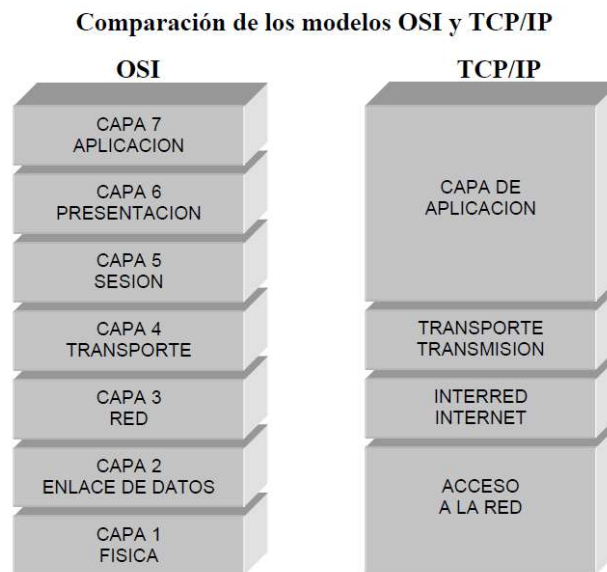 Comparación de los modelos OSI y TCP/IP
OSI
CAPA 7
APLICACION
CAPA 6
PRESENTACION
CAPA 5
SESION
CAPA 4
TRANSPORTE
CAPA 3
RED
CAPA 2
ENLACE DE DATOS
CAPA 1
FISICA
TCP/IP
CAPA DE
APLICACION
TRANSPORTE
TRANSMISION
INTERRED
INTERNET
ACCESO
A LA RED